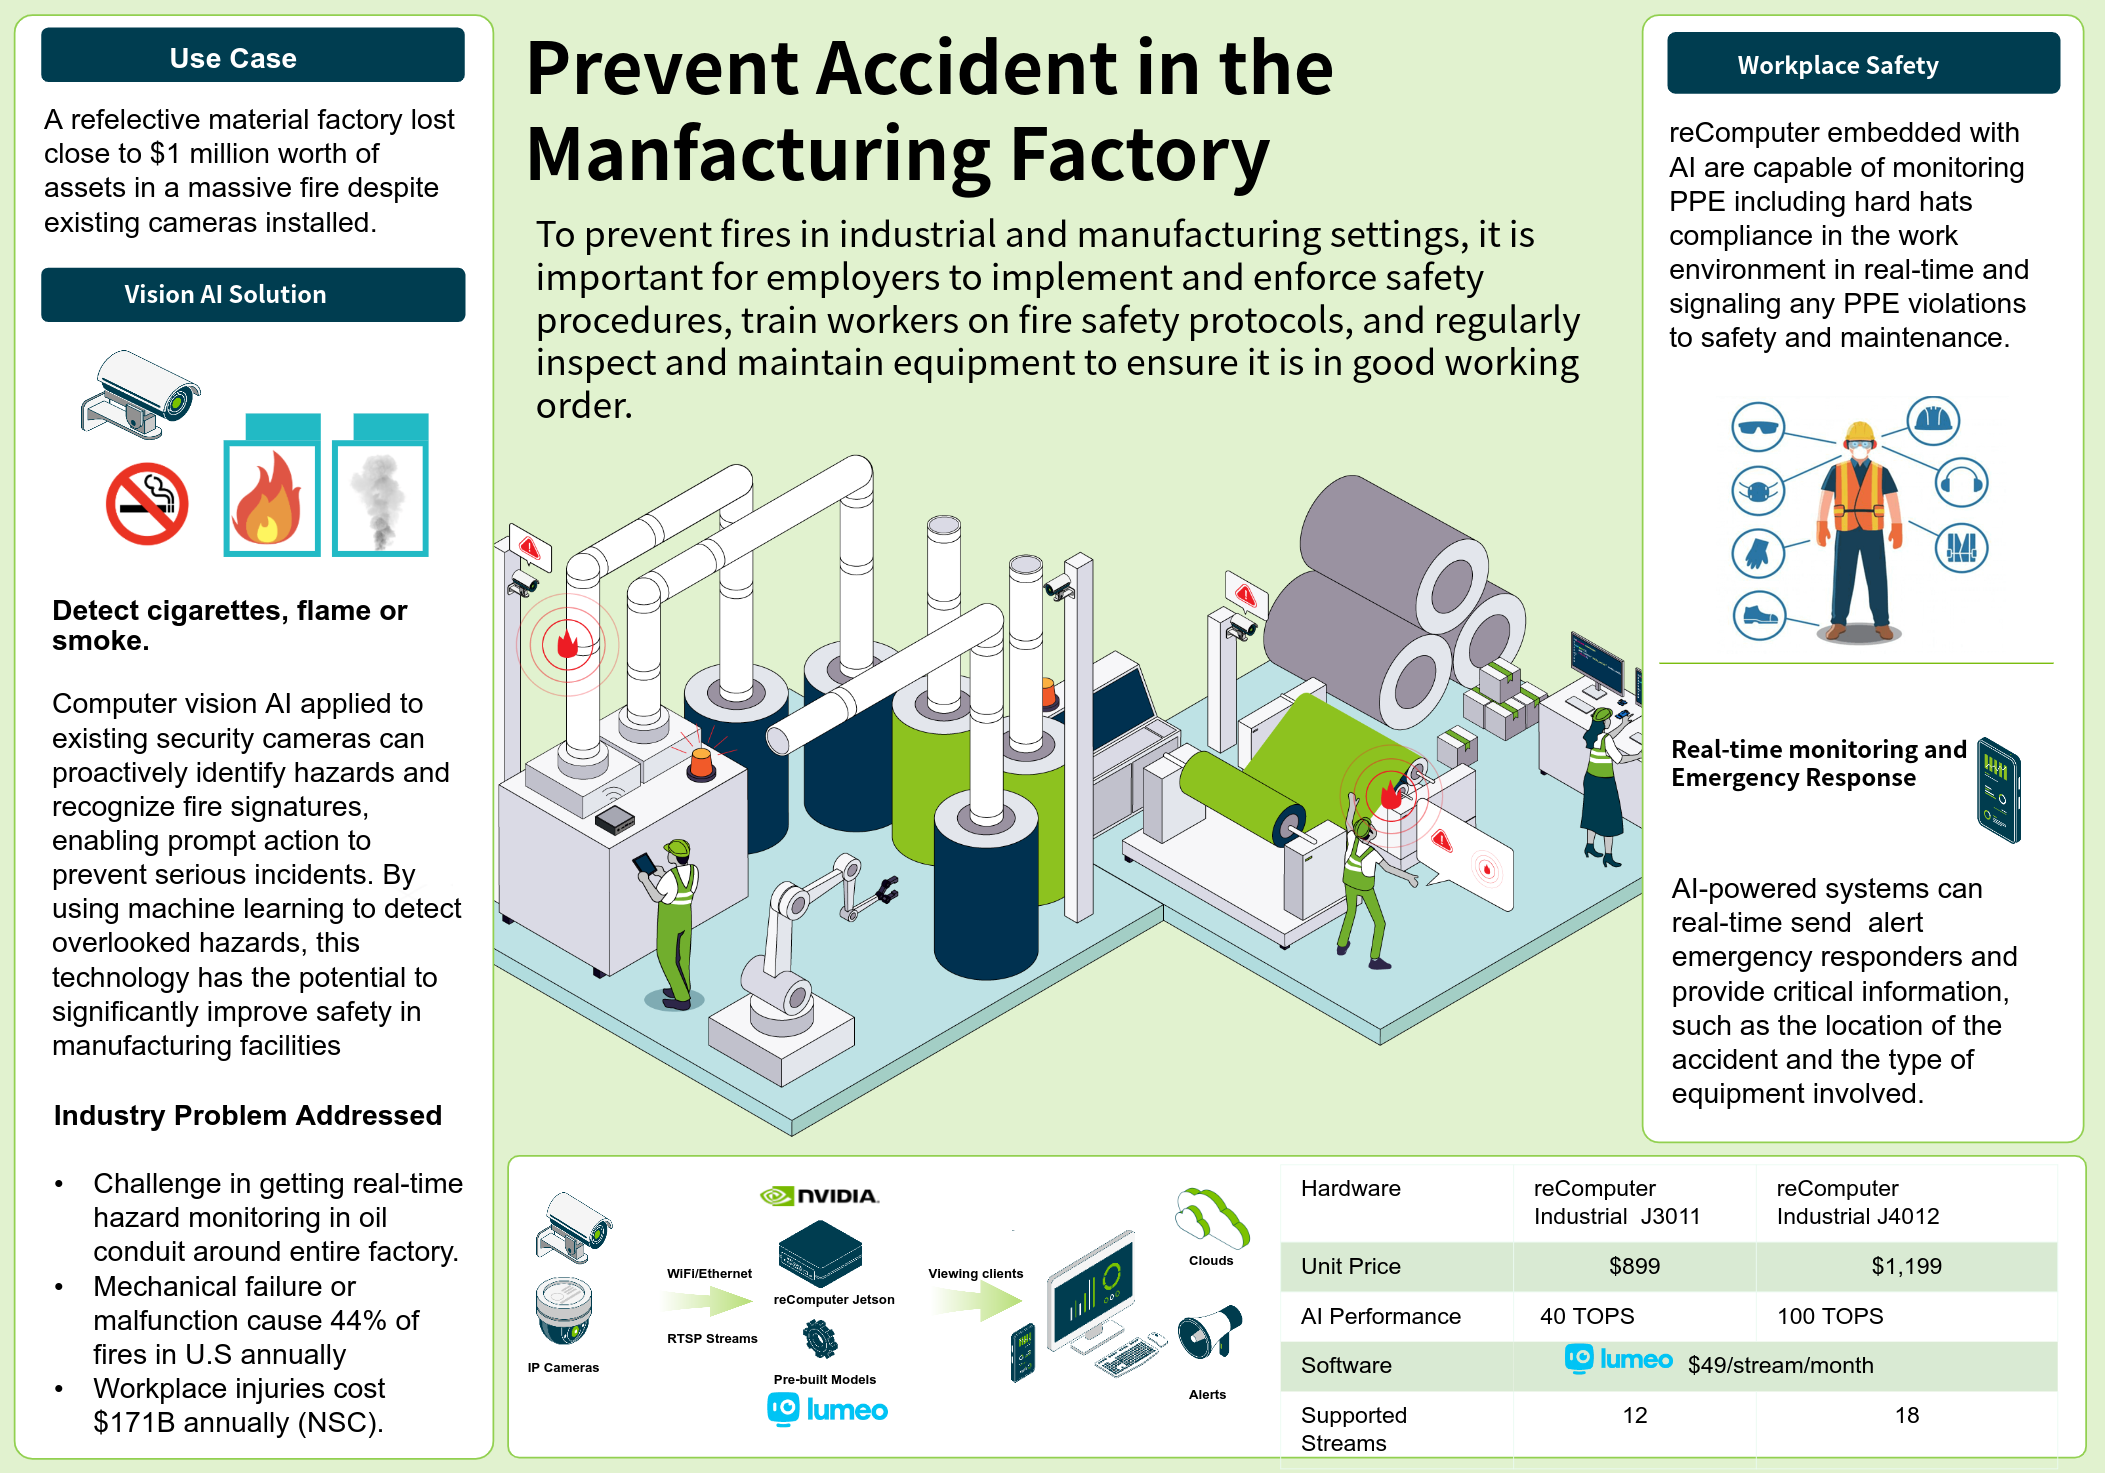 Use Case
A refelective material factory lost
close to $1 million worth of
assets in a massive fire despite
existing cameras installed.
Vision AI Solution
Detect cigarettes, flame or
smoke.
Computer vision AI applied to
existing security cameras can
proactively identify hazards and
recognize fire signatures,
enabling prompt action to
prevent serious incidents. By
using machine learning to detect
overlooked hazards, this
technology has the potential to
significantly improve safety in
manufacturing facilities
Industry Problem Addressed
• Challenge in getting real-time
hazard monitoring in oil
conduit around entire factory.
• Mechanical failure or
malfunction cause 44% of
fires in U.S annually
• Workplace injuries cost
$171B annually (NSC).
Prevent Accident in the
Manfacturing Factory
To prevent fires in industrial and manufacturing settings, it is
important for employers to implement and enforce safety
procedures, train workers on fire safety protocols, and regularly
inspect and maintain equipment to ensure it is in good working
order.
Workplace Safety
reComputer embedded with
AI are capable of monitoring
PPE including hard hats
compliance in the work
environment in real-time and
signaling any PPE violations
to safety and maintenance.
Real-time monitoring and
Emergency Response
AI-powered systems can
real-time send  alert
emergency responders and
provide critical information,
such as the location of the
accident and the type of
equipment involved.
IP Cameras
WiFi/Ethernet
RTSP Streams
NVIDIA.
reComputer Jetson
Pre-built Models
lumeo
Viewing clients
Clouds
Alerts
Hardware
reComputer
Industrial  J3011
reComputer
Industrial J4012
Unit Price
$899
$1,199
AI Performance
40 TOPS
100 TOPS
Software
lumeo
$49/stream/month
Supported
Streams
12
18